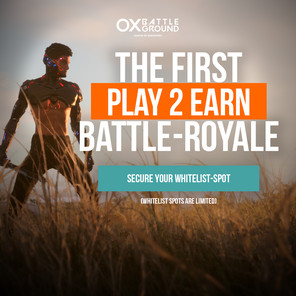 OX BATTLE
GROUND
THE FIRST
PLAY 2 EARN
BATTLE-ROYALE
SECURE YOUR WHITELIST-SPOT
(WHITELIST SPOTS ARE LIMITED)